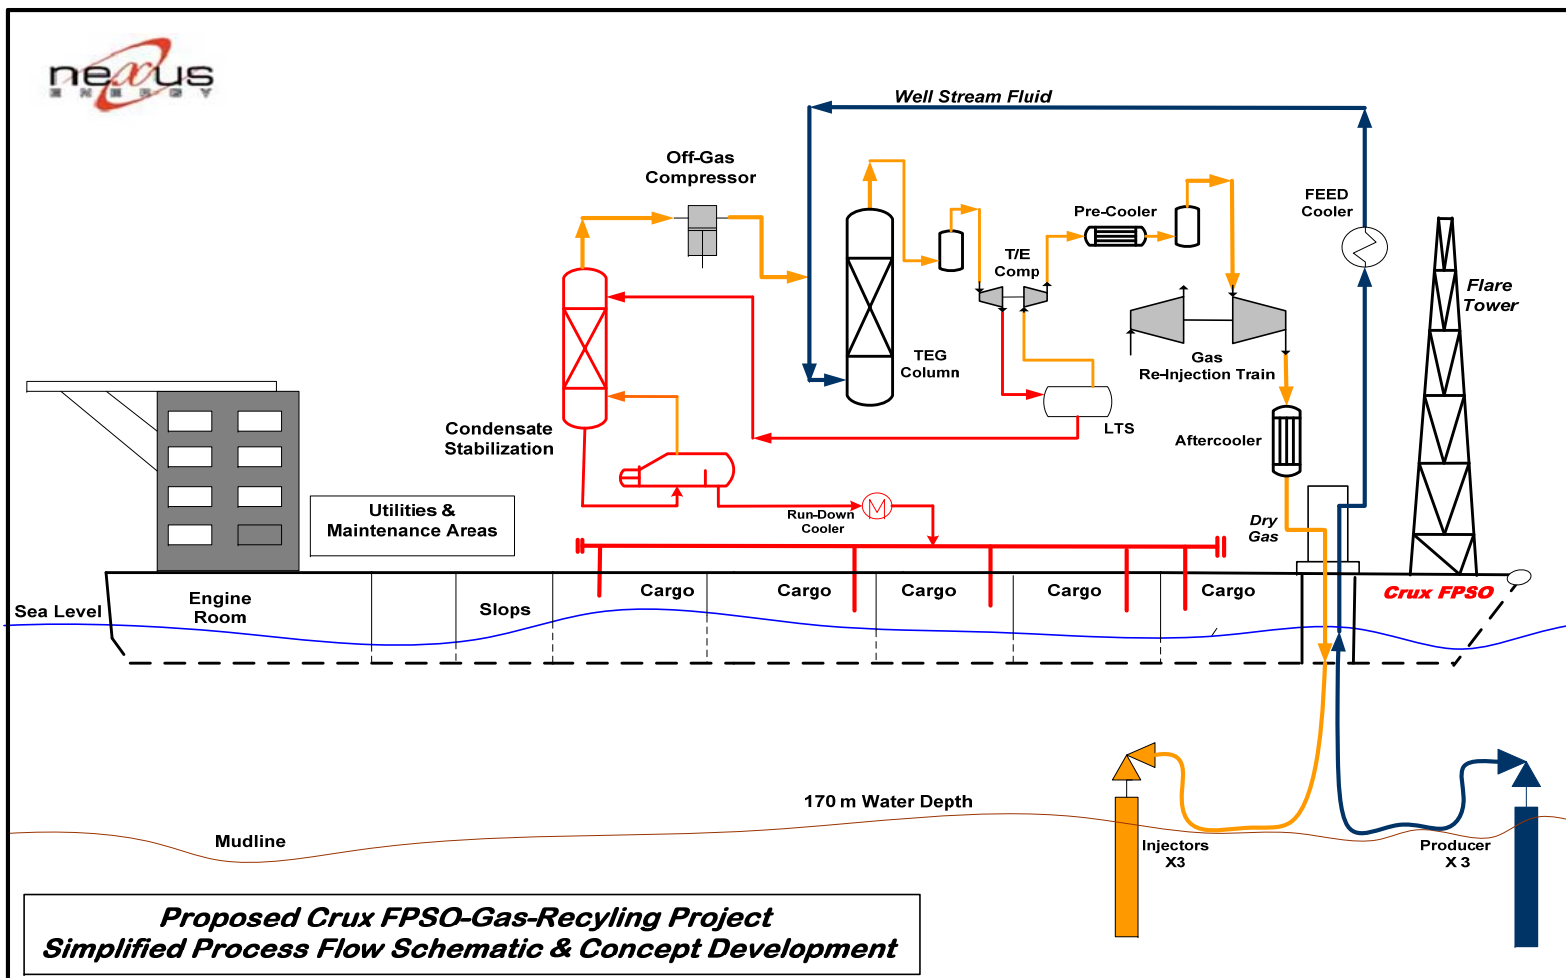 nexus
ENERGY
Well Stream Fluid
Off-Gas
Compressor
FEED
Cooler
Pre-Cooler
T/E
Comp
Flare
Tower
TEG
Column
Gas
Re-Injection Train
LTS
Condensate
Stabilization
Aftercooler
Utilities &
Maintenance Areas
Run-Down
Cooler
M
Dry
Gas
Sea Level
Engine
Room
Slops
Cargo
Cargo
Cargo
Cargo
Cargo
Crux FPSO
170 m Water Depth
Mudline
Injectors
X3
Producer
X 3
Proposed Crux FPSO-Gas-Recyling Project
Simplified Process Flow Schematic & Concept Development